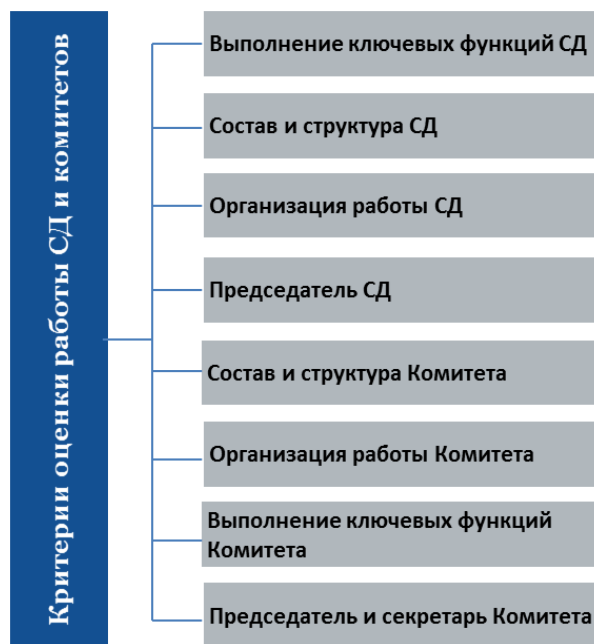 Критерии оценки работы СД и комитетов
Выполнение ключевых функций СД
Состав и структура СД
Организация работы СД
Председатель СД
Состав и структура Комитета
Организация работы Комитета
Выполнение ключевых функций
Комитета
Председатель и секретарь Комитета